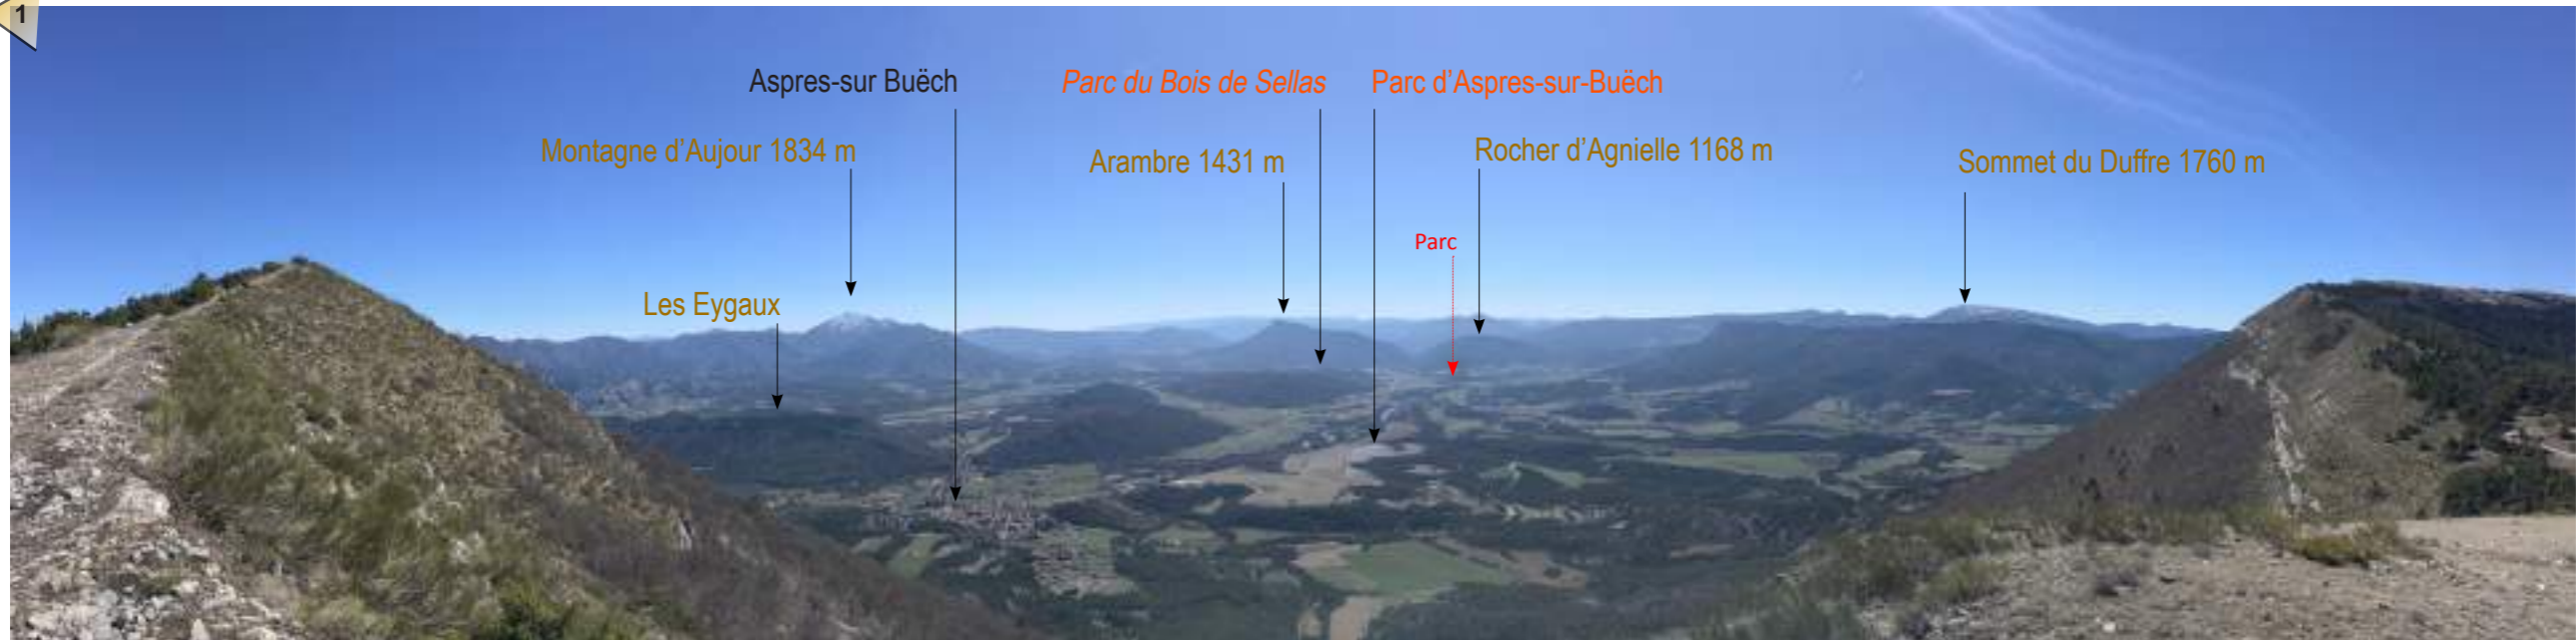 1
Aspres-sur Buëch
Parc du Bois de Sellas
Parc d'Aspres-sur-Buëch
Montagne d'Aujour 1834 m
Arambre 1431 m
Rocher d'Agnielle 1168 m
Sommet du Duffre 1760 m
Parc
Les Eygaux